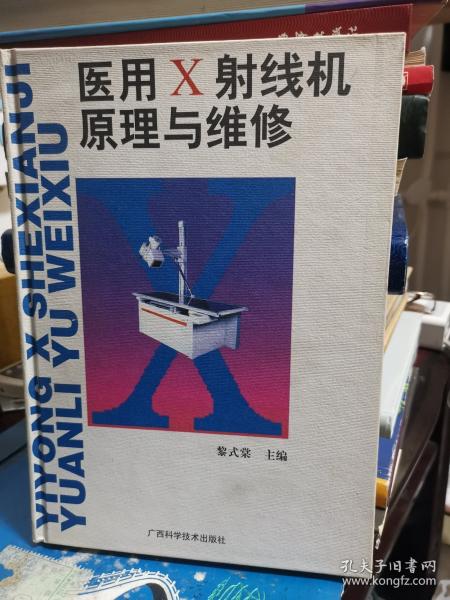 医用X射线机
原理与维修
YIYONG X SHEXIANJI
YUANLI YU WEIXIU
黎式棠 主编
广西科学技术出版社
孔夫子旧书网
www.kongfz.com